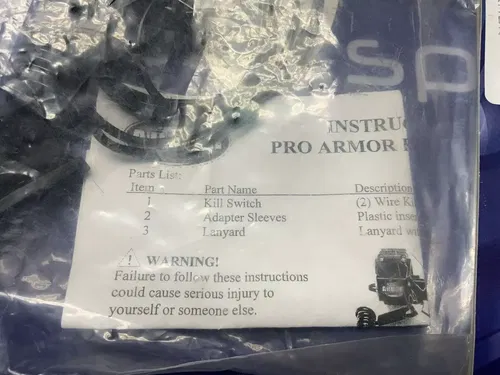 sp
INSTRUC
PRO ARMOR
Parts List:
Item Part Name Description
1 Kill Switch (2) Wire Ki
2 Adapter Sleeves Plastic inse
3 Lanyard Lanyard wi
WARNING!
Failure to follow these instructions
could cause serious injury to
yourself or someone else.